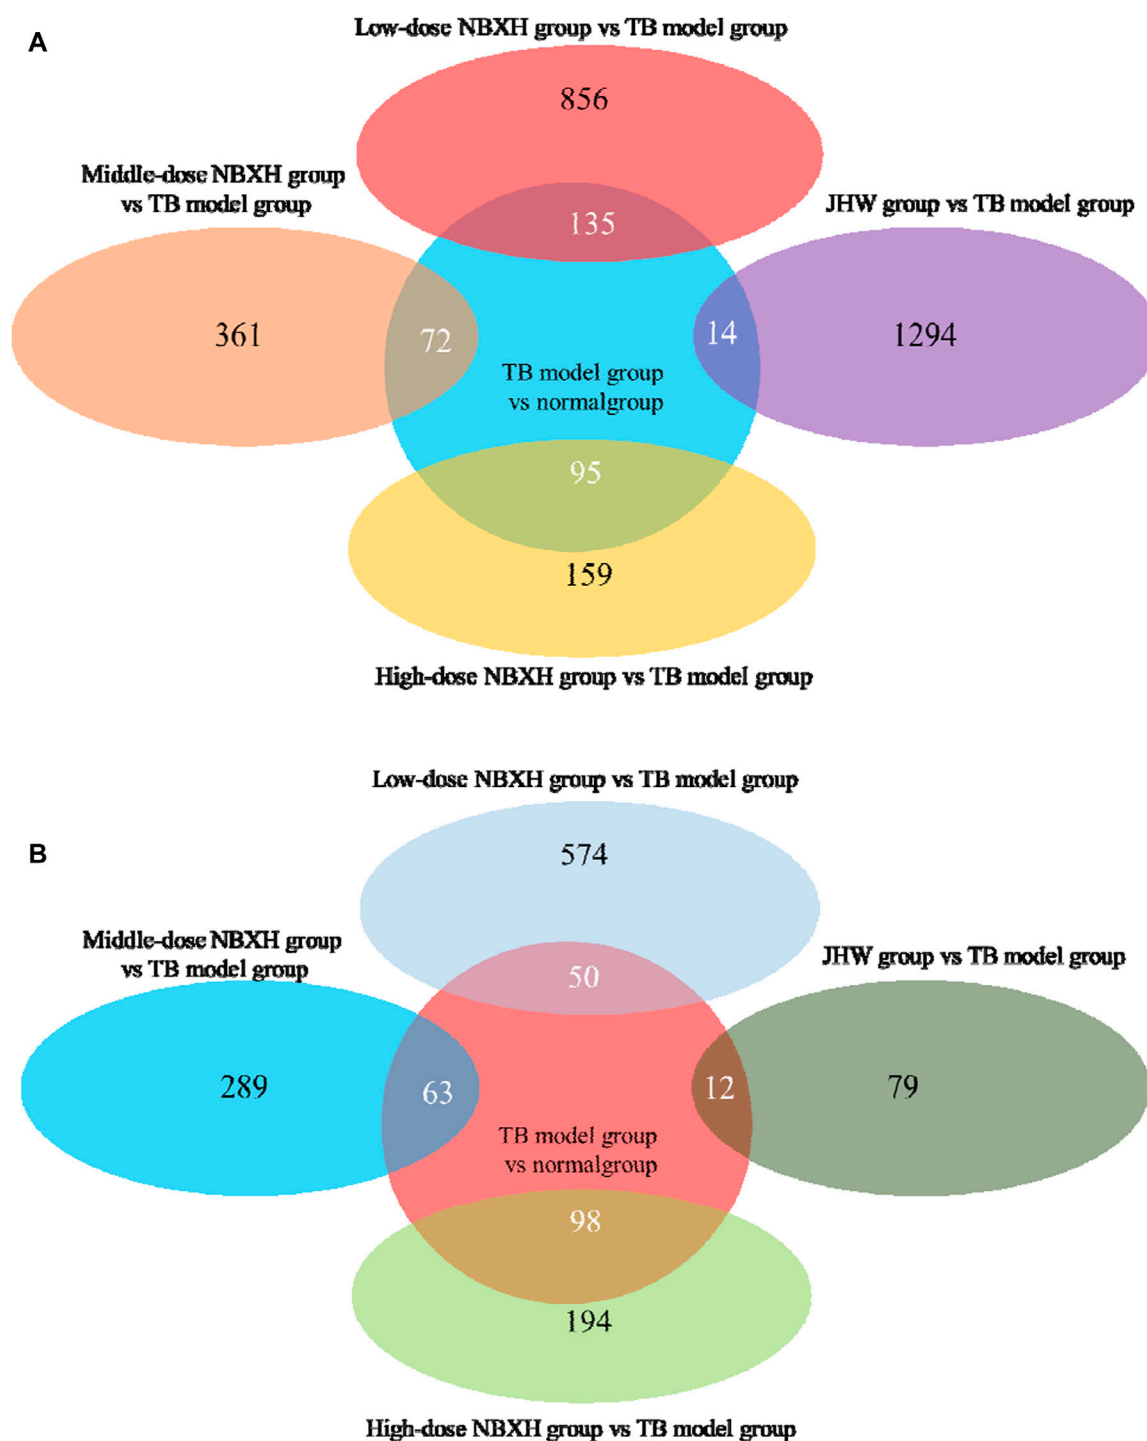 A
Low-dose NBXH group vs TB model group
856
Middle-dose NBXH group
vs TB model group
JHW group vs TB model group
135
361
72
14
1294
TB model group
vs normalgroup
95
159
High-dose NBXH group vs TB model group
Low-dose NBXH group vs TB model group
B
574
Middle-dose NBXH group
vs TB model group
JHW group vs TB model group
50
289
63
12
79
TB model group
vs normalgroup
98
194
High-dose NBXH group vs TB model group